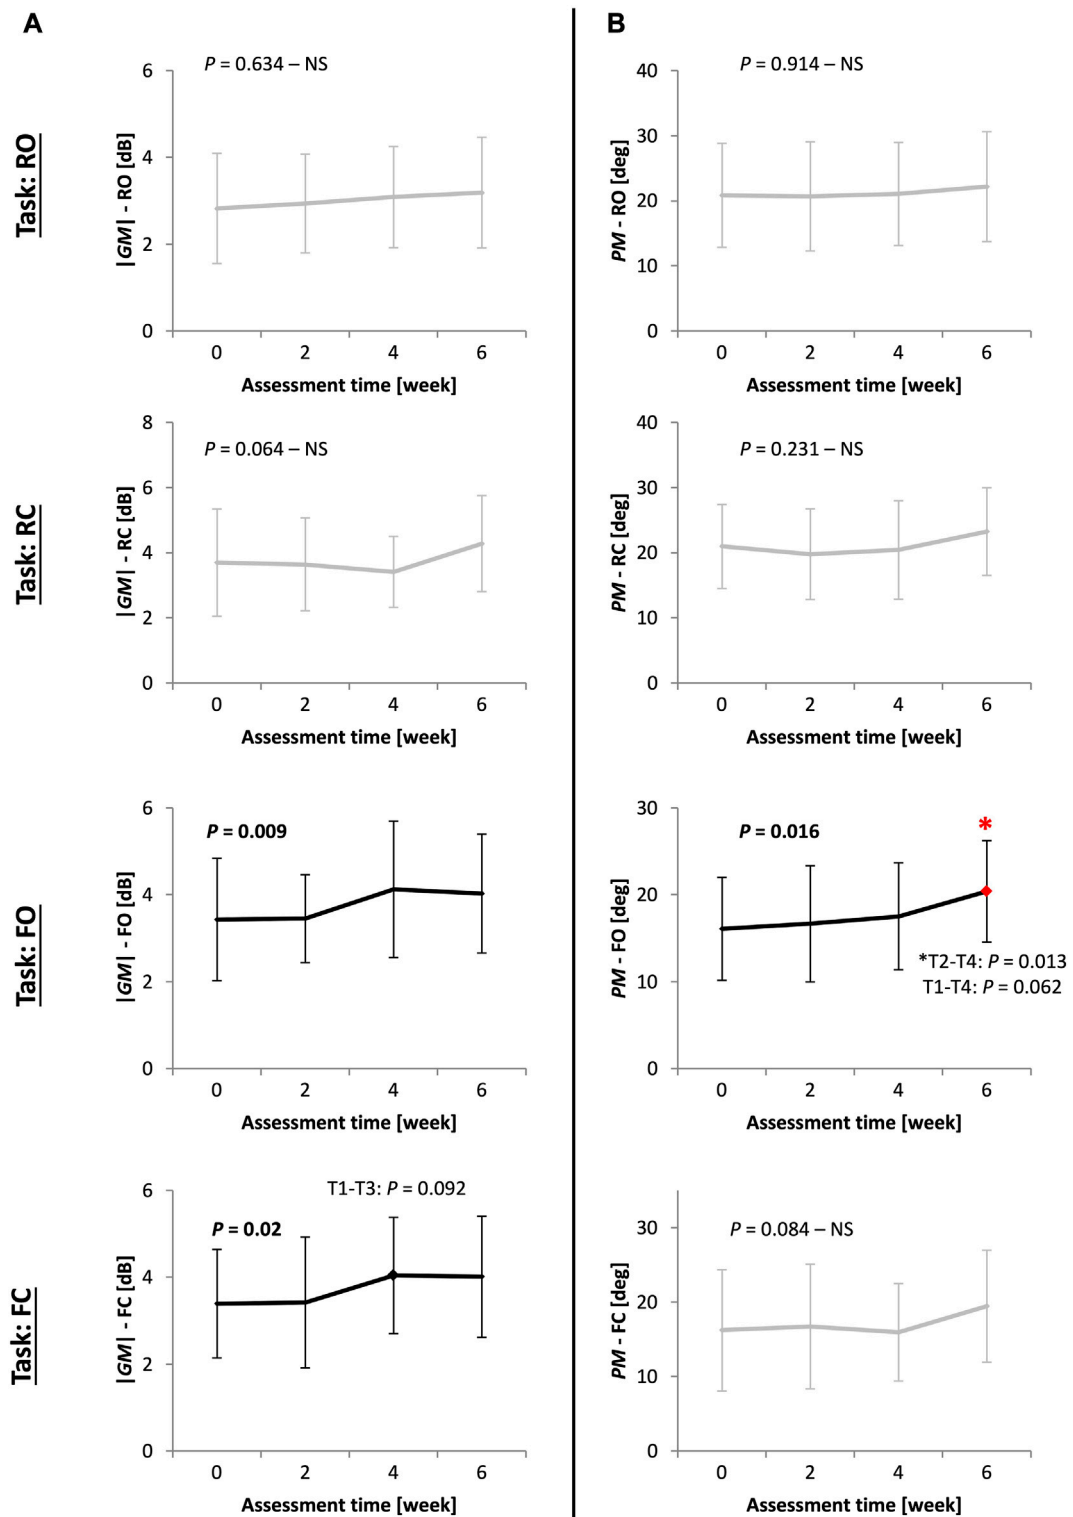 A
B
Task: RO
P = 0.634 – NS
|GM| - RO [dB]
6
4
2
0
0 2 4 6
Assessment time [week]
P = 0.914 – NS
PM - RO [deg]
40
30
20
10
0
0 2 4 6
Assessment time [week]
Task: RC
P = 0.064 – NS
|GM| - RC [dB]
8
6
4
2
0
0 2 4 6
Assessment time [week]
P = 0.231 – NS
PM - RC [deg]
40
30
20
10
0
0 2 4 6
Assessment time [week]
Task: FO
P = 0.009
|GM| - FO [dB]
6
4
2
0
0 2 4 6
Assessment time [week]
P = 0.016
*
PM - FO [deg]
30
20
10
0
*T2-T4: P = 0.013
T1-T4: P = 0.062
0 2 4 6
Assessment time [week]
Task: FC
T1-T3: P = 0.092
P = 0.02
|GM| - FC [dB]
6
4
2
0
0 2 4 6
Assessment time [week]
P = 0.084 – NS
PM - FC [deg]
30
20
10
0
0 2 4 6
Assessment time [week]